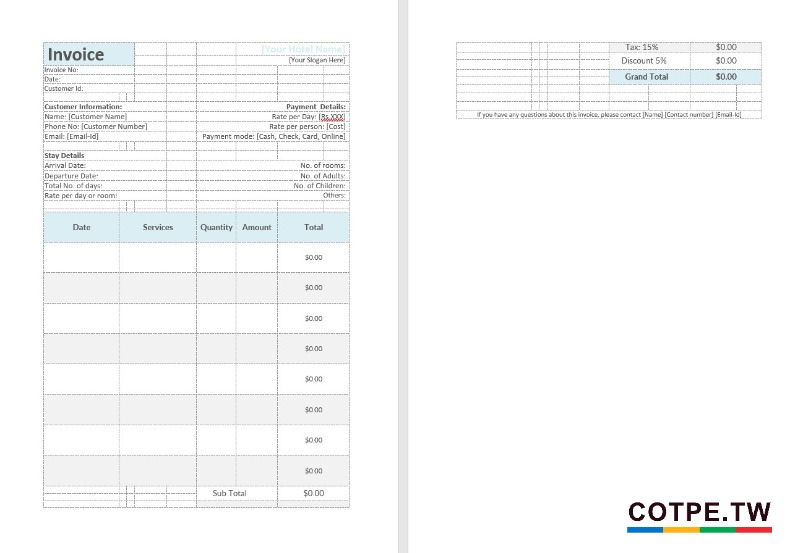 Invoice
[Your Hotel Name]
[Your Slogan Here]
Invoice No:
Date:
Customer Id:
Customer Information: Payment Details:
Name: [Customer Name] Rate per Day: [Rs.XXX]
Phone No: [Customer Number] Rate per person: [Cost]
Email: [Email-Id] Payment mode: [Cash, Check, Card, Online]
Stay Details
Arrival Date: No. of rooms:
Departure Date: No. of Adults:
Total No. of days: No. of Children:
Rate per day or room: Others:
Date Services Quantity Amount Total
$0.00
$0.00
$0.00
$0.00
$0.00
$0.00
$0.00
$0.00
Sub Total $0.00
Tax: 15% $0.00
Discount 5% $0.00
Grand Total $0.00
If you have any questions about this invoice, please contact [Name] [Contact number] [Email-Id]
COTPE.TW